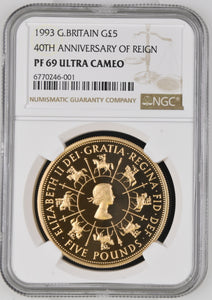 1993 G.BRITAIN G£5
40TH ANNIVERSARY OF REIGN
PF 69 ULTRA CAMEO
6770246-001
NUMISMATIC GUARANTY COMPANY
NGC
ELIZABETH·II·DEI·GRATIA·REGINA·FID·DEF
FIVE POUNDS